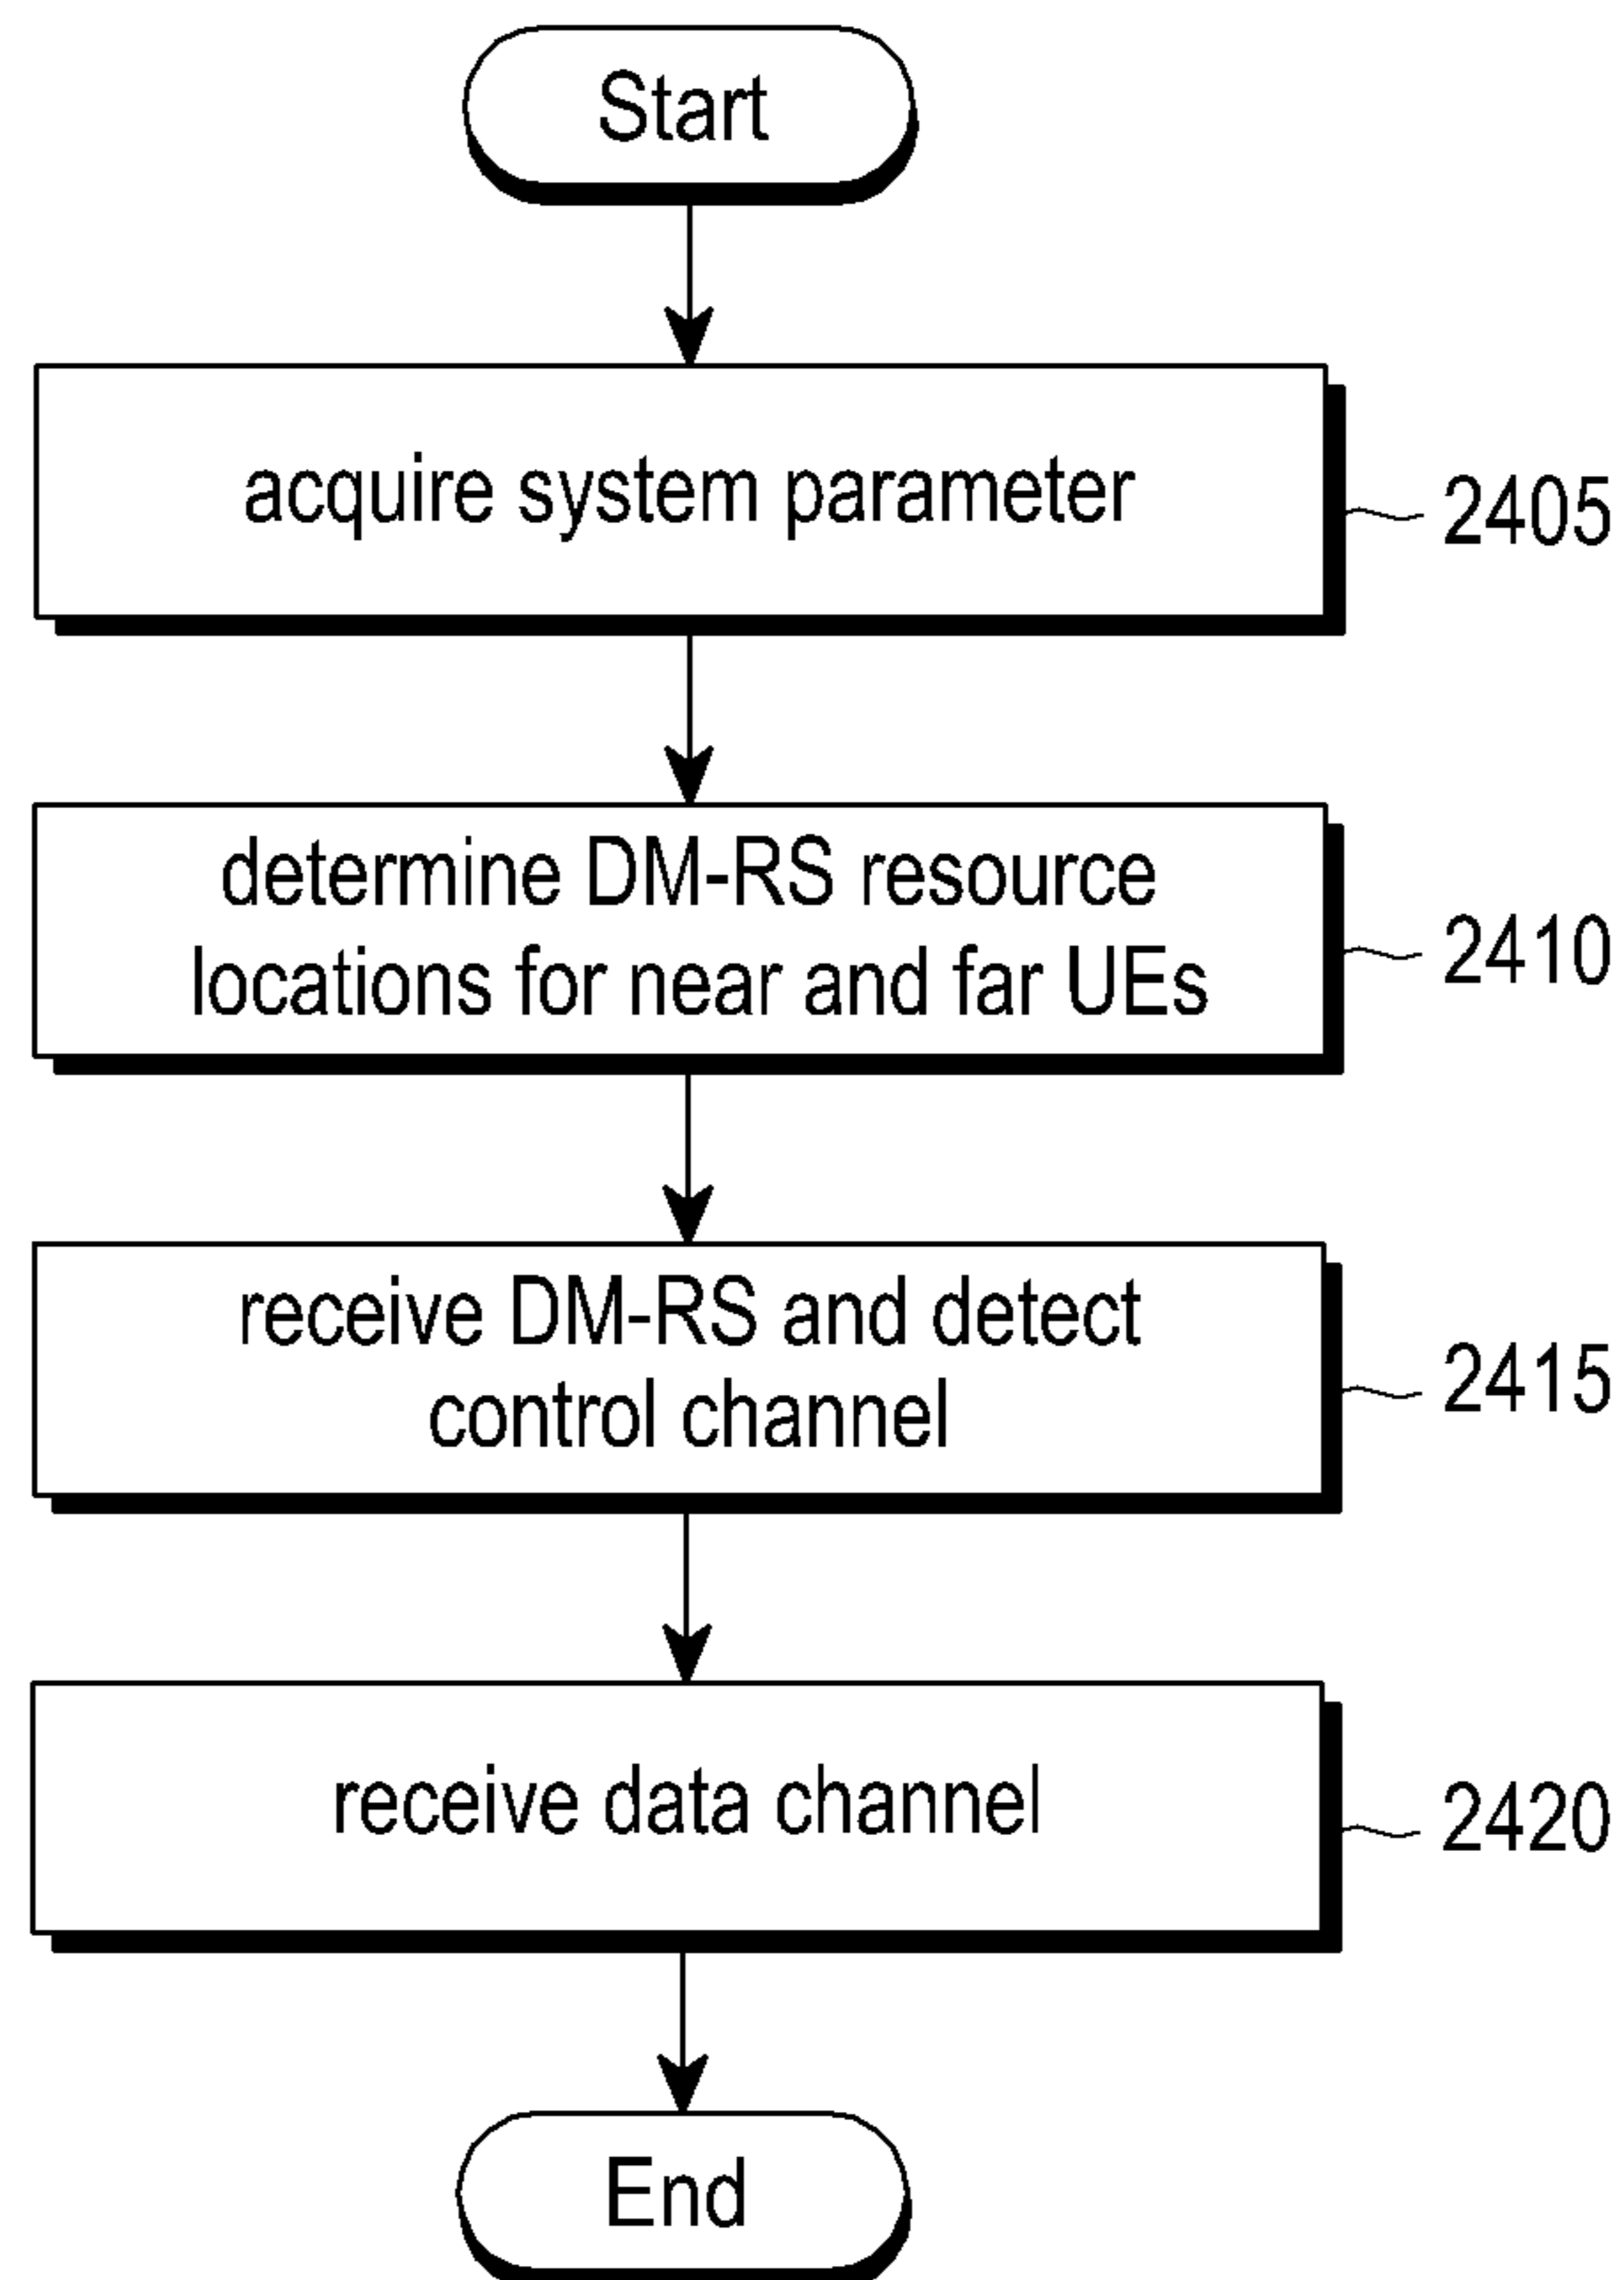 Start
acquire system parameter
2405
determine DM-RS resource
locations for near and far UEs
2410
receive DM-RS and detect
control channel
2415
receive data channel
2420
End